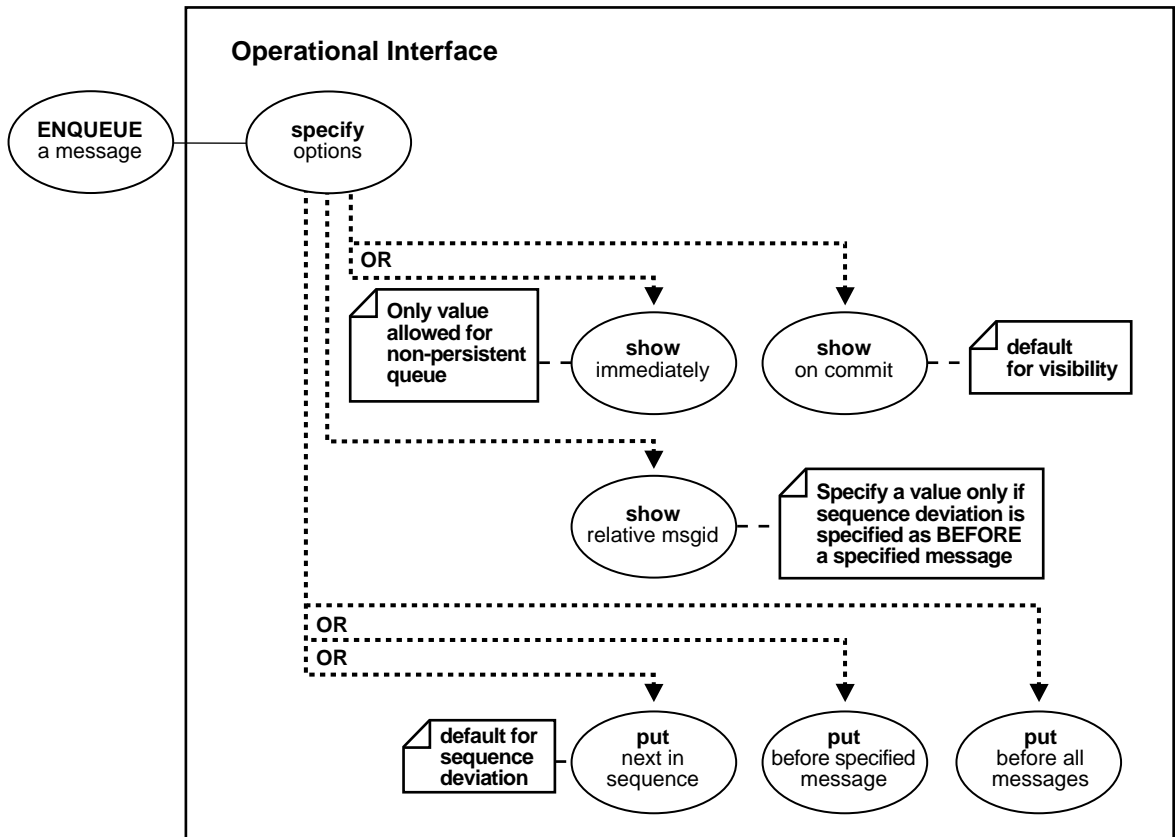 Operational Interface
ENQUEUE
a message
specify
options
OR
Only value
allowed for
non-persistent
queue
show
immediately
show
on commit
default
for visibility
show
relative msgid
Specify a value only if
sequence deviation is
specified as BEFORE
a specified message
OR
OR
default for
sequence
deviation
put
next in
sequence
put
before specified
message
put
before all
messages